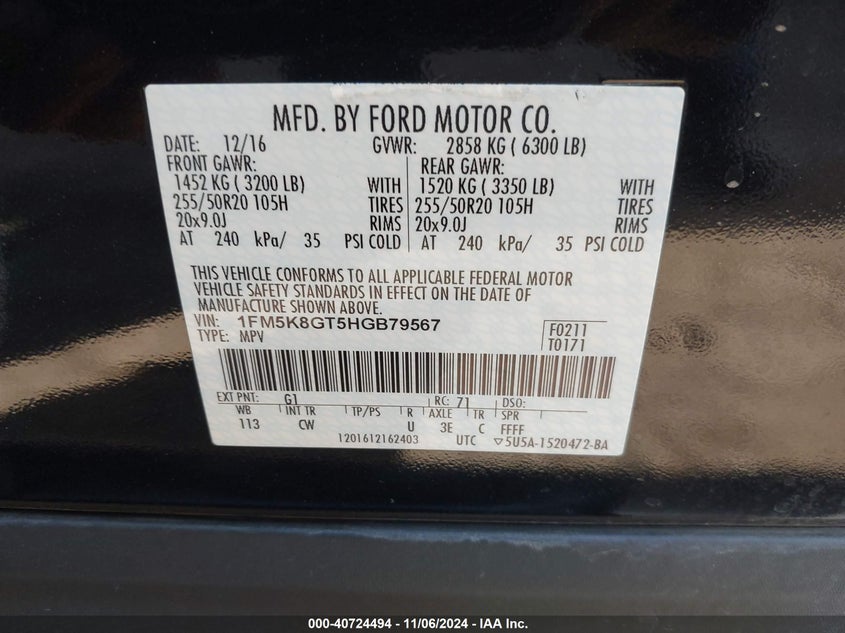 MFD. BY FORD MOTOR CO.
DATE: 12/16 GVWR: 2858 KG ( 6300 LB)
FRONT GAWR: REAR GAWR:
1452 KG ( 3200 LB) WITH 1520 KG ( 3350 LB) WITH
255/50R20 105H TIRES 255/50R20 105H TIRES
20x9.0J RIMS 20x9.0J RIMS
AT 240 kPa/ 35 PSI COLD AT 240 kPa/ 35 PSI COLD
THIS VEHICLE CONFORMS TO ALL APPLICABLE FEDERAL MOTOR
VEHICLE SAFETY STANDARDS IN EFFECT ON THE DATE OF
MANUFACTURE SHOWN ABOVE.
VIN: 1FM5K8GT5HGB79567 F0211
TYPE: MPV T0171
EXT PNT: G1 RC: 71 DSO:
WB INT TR TP/PS R AXLE TR SPR
113 CW U 3E C FFFF
1201612162403 UTC ▽5U5A-1520472-BA
000-40724494 - 11/06/2024 - IAA Inc.